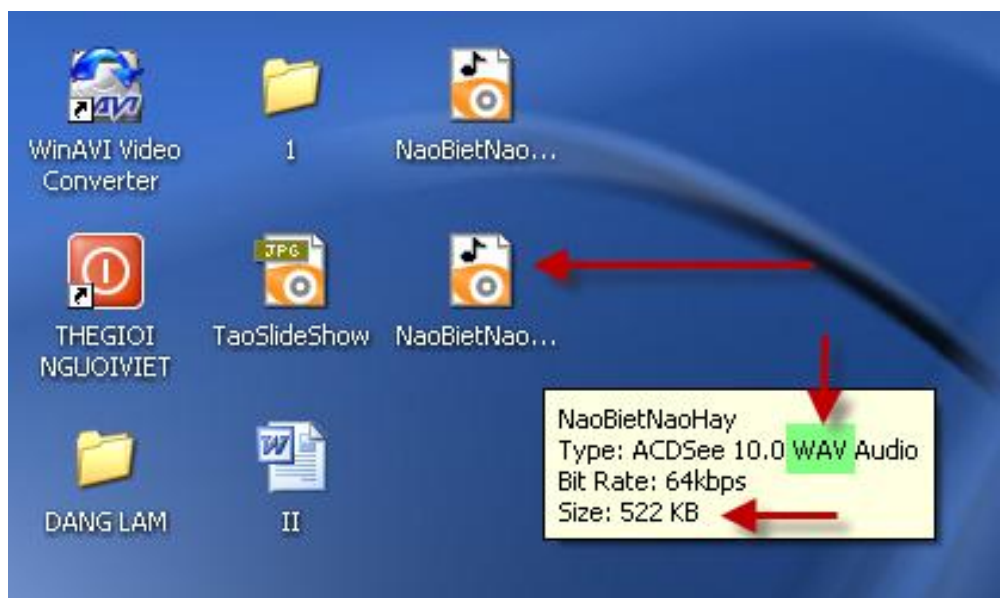 AVI
WinAVI Video
Converter
1
NaoBietNao...
THEGIOI
NGUOIVIET
JPG
TaoSlideShow
NaoBietNao...
DANG LAM
W
II
NaoBietNaoHay
Type: ACDSee 10.0 WAV Audio
Bit Rate: 64kbps
Size: 522 KB